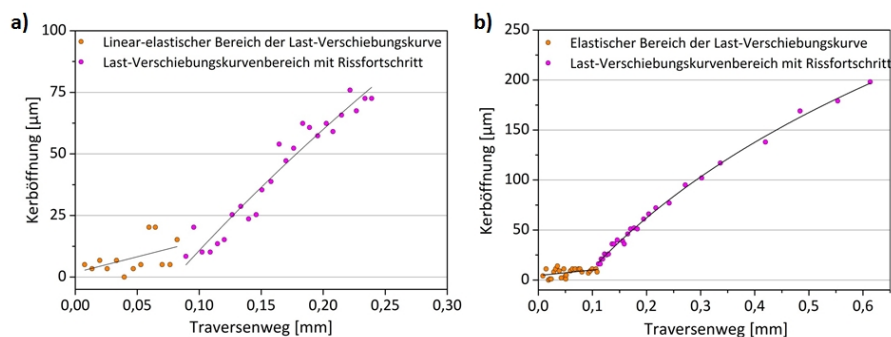 a)
100
75
50
25
0
Kerböffnung [µm]
Linear-elastischer Bereich der Last-Verschiebungskurve
Last-Verschiebungskurvenbereich mit Rissfortschritt
0,00 0,05 0,10 0,15 0,20 0,25 0,30
Traversenweg [mm]
b)
250
200
150
100
50
0
Kerböffnung [µm]
Elastischer Bereich der Last-Verschiebungskurve
Last-Verschiebungskurvenbereich mit Rissfortschritt
0,0 0,1 0,2 0,3 0,4 0,5 0,6
Traversenweg [mm]